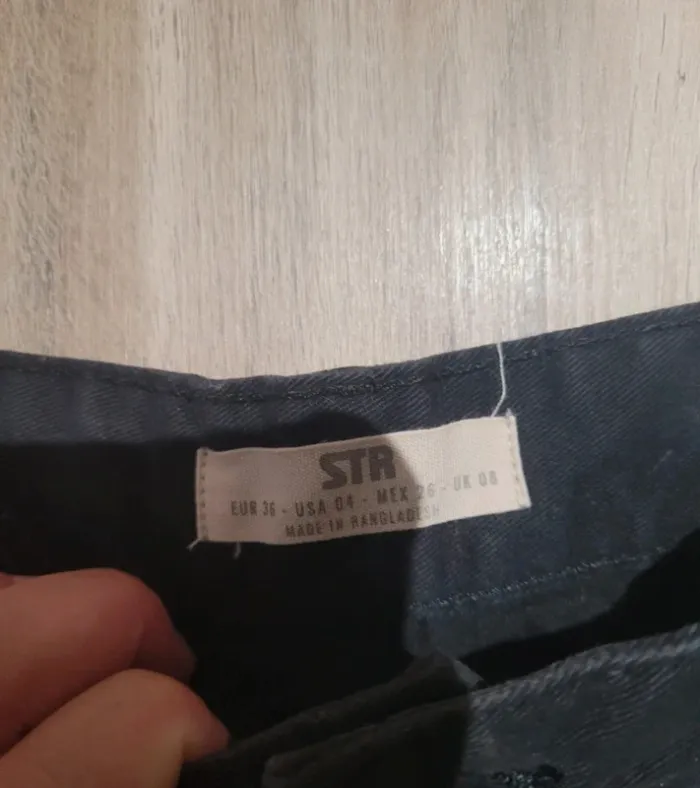 STR
EUR 36 - USA 04 - MEX 26 - UK 08
MADE IN BANGLADESH